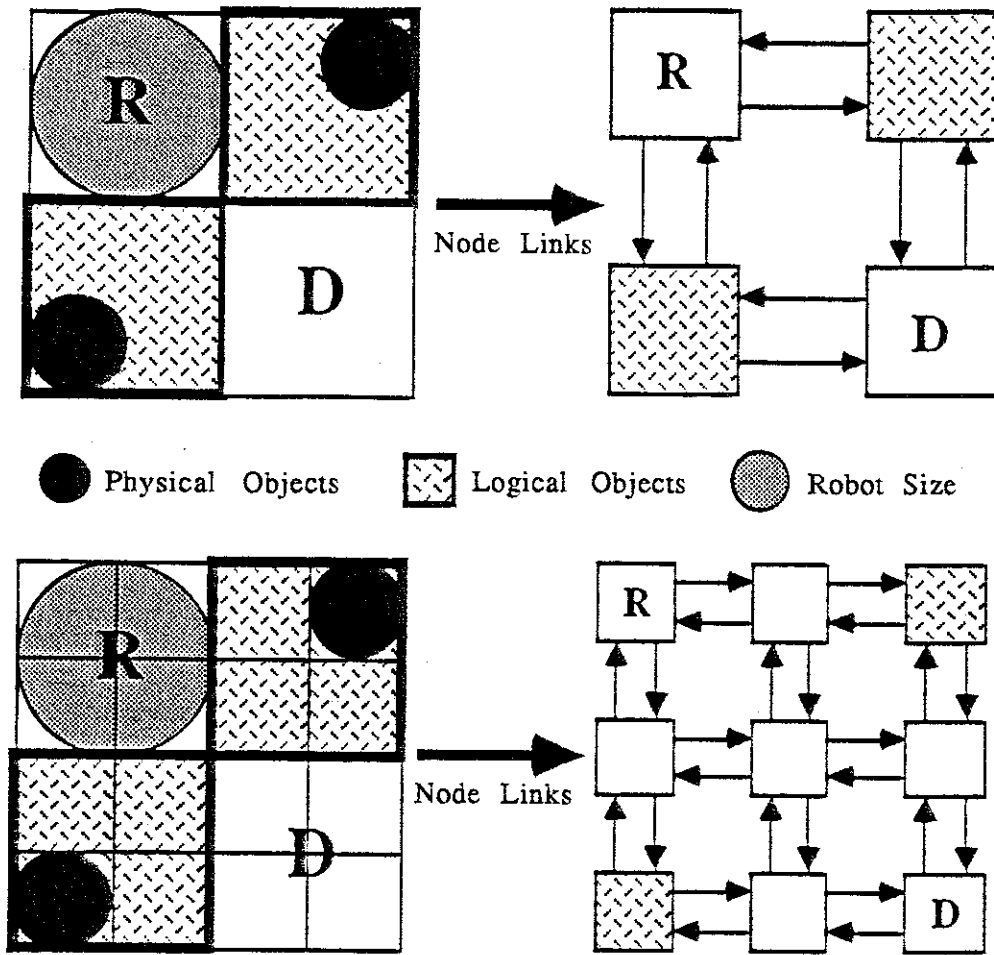 R
R
D
Node Links
D
Physical Objects
Logical Objects
Robot Size
R
R
D
Node Links
D